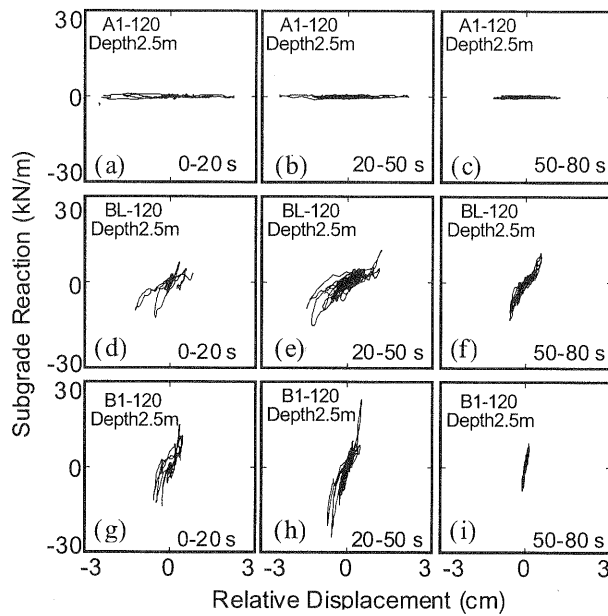 30
0
-30
A1-120
Depth2.5m
(a)
0-20 s
A1-120
Depth2.5m
(b)
20-50 s
A1-120
Depth2.5m
(c)
50-80 s
30
0
-30
BL-120
Depth2.5m
(d)
0-20 s
BL-120
Depth2.5m
(e)
20-50 s
BL-120
Depth2.5m
(f)
50-80 s
30
0
-30
B1-120
Depth2.5m
(g)
0-20 s
B1-120
Depth2.5m
(h)
20-50 s
B1-120
Depth2.5m
(i)
50-80 s
-3 0 3 0 3 0 3
Subgrade Reaction (kN/m)
Relative Displacement (cm)